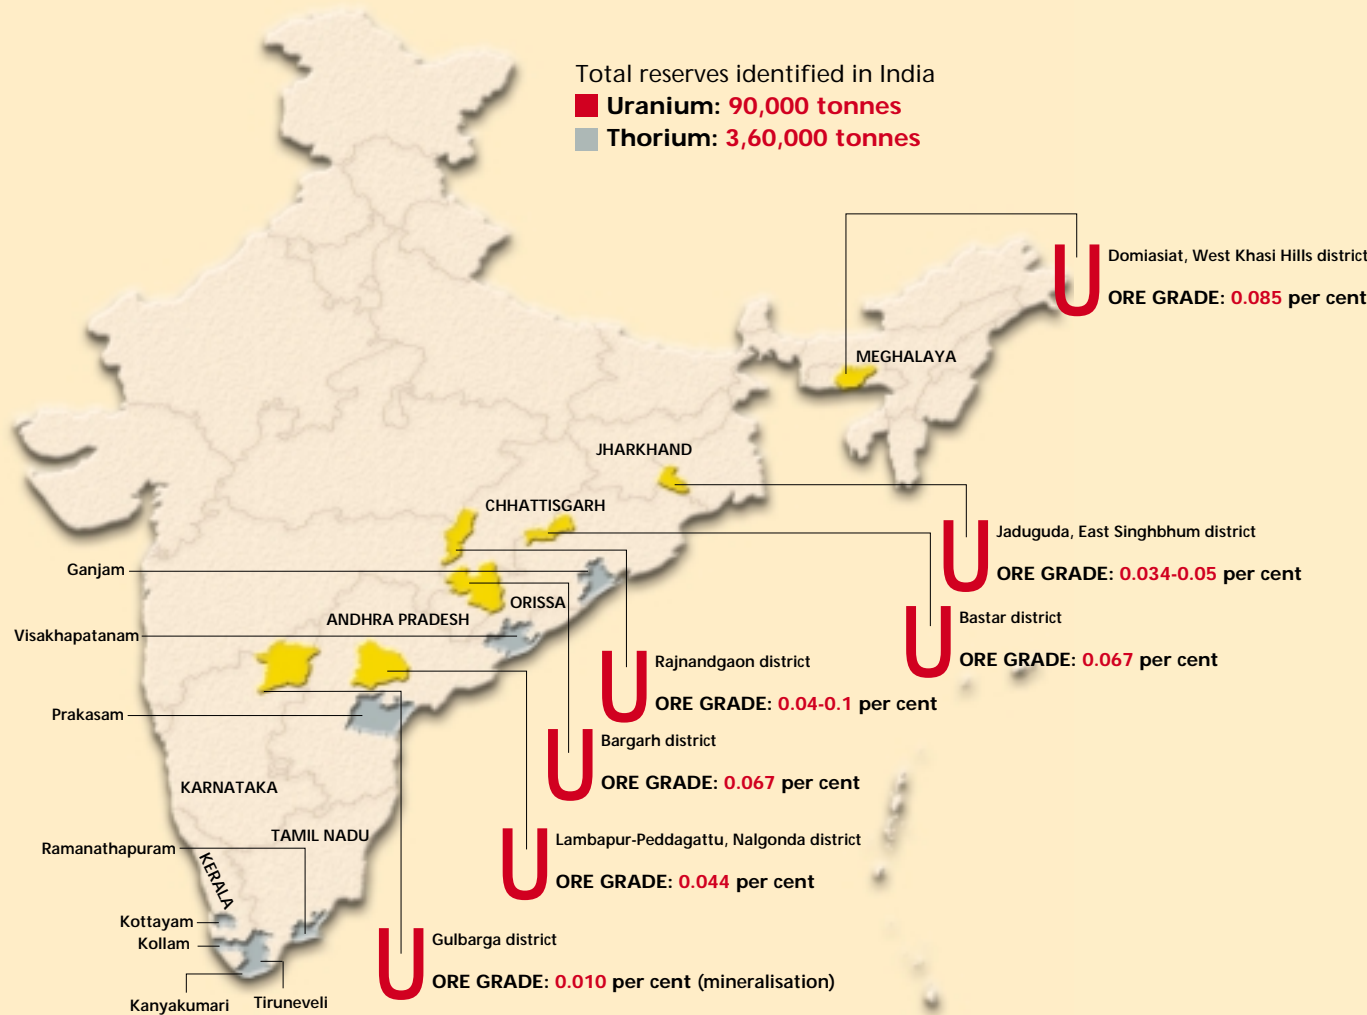 Total reserves identified in India
Uranium: 90,000 tonnes
Thorium: 3,60,000 tonnes
Domiasiat, West Khasi Hills district
ORE GRADE: 0.085 per cent
MEGHALAYA
JHARKHAND
CHHATTISGARH
Jaduguda, East Singhbhum district
ORE GRADE: 0.034-0.05 per cent
Ganjam
ORISSA
Bastar district
ORE GRADE: 0.067 per cent
ANDHRA PRADESH
Visakhapatanam
Rajnandgaon district
ORE GRADE: 0.04-0.1 per cent
Prakasam
Bargarh district
ORE GRADE: 0.067 per cent
KARNATAKA
TAMIL NADU
Lambapur-Peddagattu, Nalgonda district
ORE GRADE: 0.044 per cent
Ramanathapuram
KERALA
Kottayam
Kollam
Gulbarga district
ORE GRADE: 0.010 per cent (mineralisation)
Kanyakumari
Tiruneveli